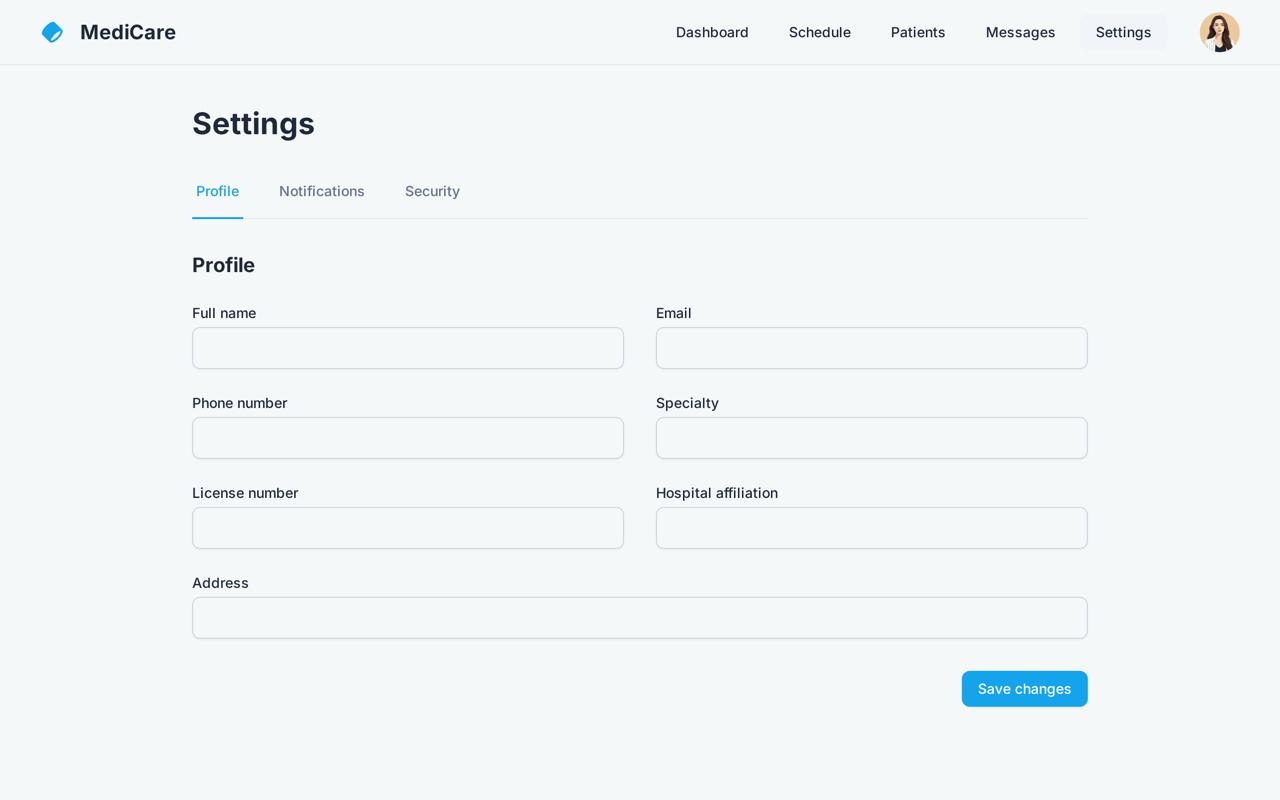 MediCare
Dashboard Schedule Patients Messages Settings
Settings
Profile Notifications Security
Profile
Full name Email
Phone number Specialty
License number Hospital affiliation
Address
Save changes